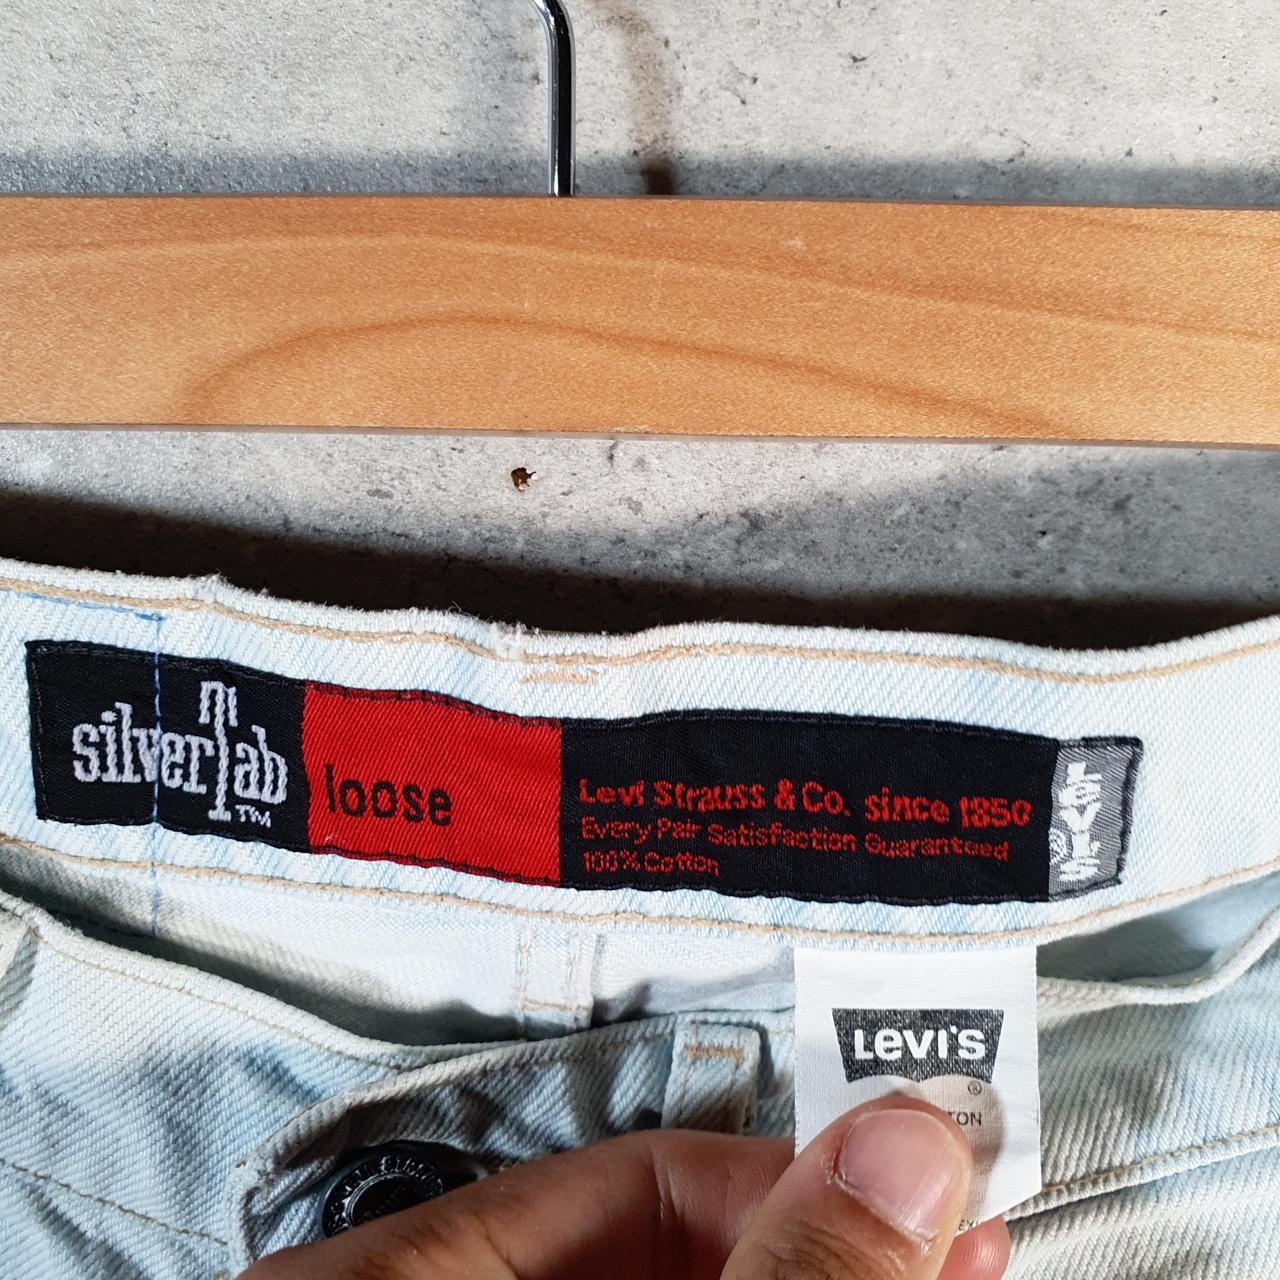 silvertab
TM
loose
Levi Strauss & Co. since 1850
Every Pair Satisfaction Guaranteed
100% Cotton
LEVI'S
®
LEVI'S
®